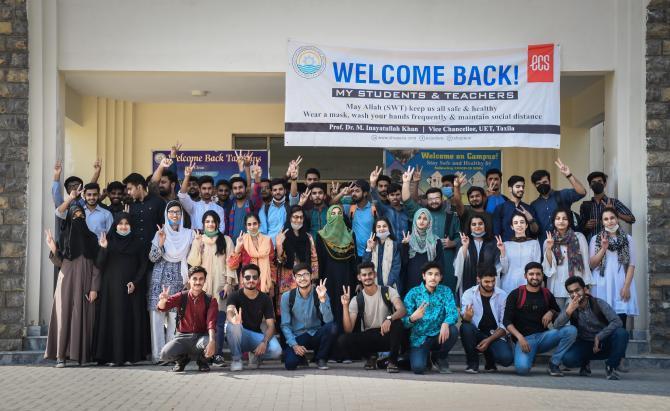 WELCOME BACK!
ecs
MY STUDENTS & TEACHERS
May Allah (SWT) keep us all safe & healthy
Wear a mask, wash your hands frequently & maintain social distance
Prof. Dr. M. Inayatullah Khan | Vice Chancellor, UET, Taxila
Welcome Back
Welcome on Campus!
Stay Safe and Healthy